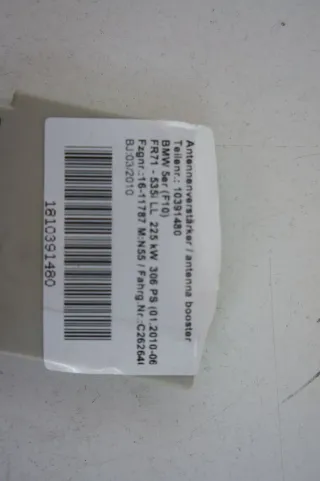 Antennenverstärker / antenna booster
Teilenr.: 10391480
BMW 5er (F10)
FR71 - 535i LL 225 kW 306 PS (01.2010-06
Fzgnr.:16-11787 M:N55 / Fahrg.Nr.:C26264
BJ:03/2010
1810391480